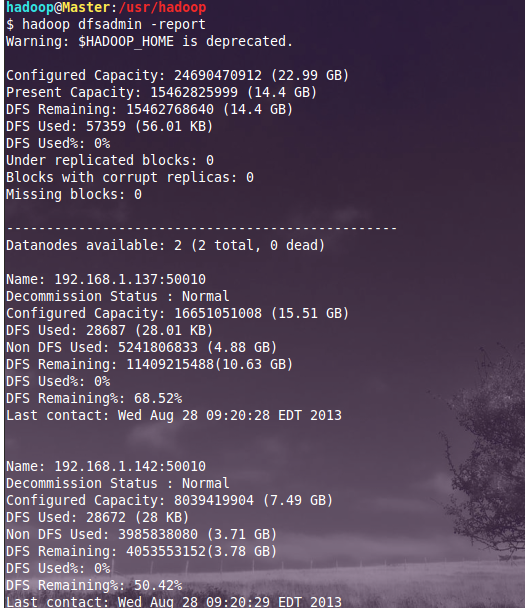 hadoop@Master:/usr/hadoop
$ hadoop dfsadmin -report
Warning: $HADOOP_HOME is deprecated.
Configured Capacity: 24690470912 (22.99 GB)
Present Capacity: 15462825999 (14.4 GB)
DFS Remaining: 15462768640 (14.4 GB)
DFS Used: 57359 (56.01 KB)
DFS Used%: 0%
Under replicated blocks: 0
Blocks with corrupt replicas: 0
Missing blocks: 0
-------------------------------------------------
Datanodes available: 2 (2 total, 0 dead)
Name: 192.168.1.137:50010
Decommission Status : Normal
Configured Capacity: 16651051008 (15.51 GB)
DFS Used: 28687 (28.01 KB)
Non DFS Used: 5241806833 (4.88 GB)
DFS Remaining: 11409215488(10.63 GB)
DFS Used%: 0%
DFS Remaining%: 68.52%
Last contact: Wed Aug 28 09:20:28 EDT 2013
Name: 192.168.1.142:50010
Decommission Status : Normal
Configured Capacity: 8039419904 (7.49 GB)
DFS Used: 28672 (28 KB)
Non DFS Used: 3985838080 (3.71 GB)
DFS Remaining: 4053553152(3.78 GB)
DFS Used%: 0%
DFS Remaining%: 50.42%
Last contact: Wed Aug 28 09:20:29 EDT 2013